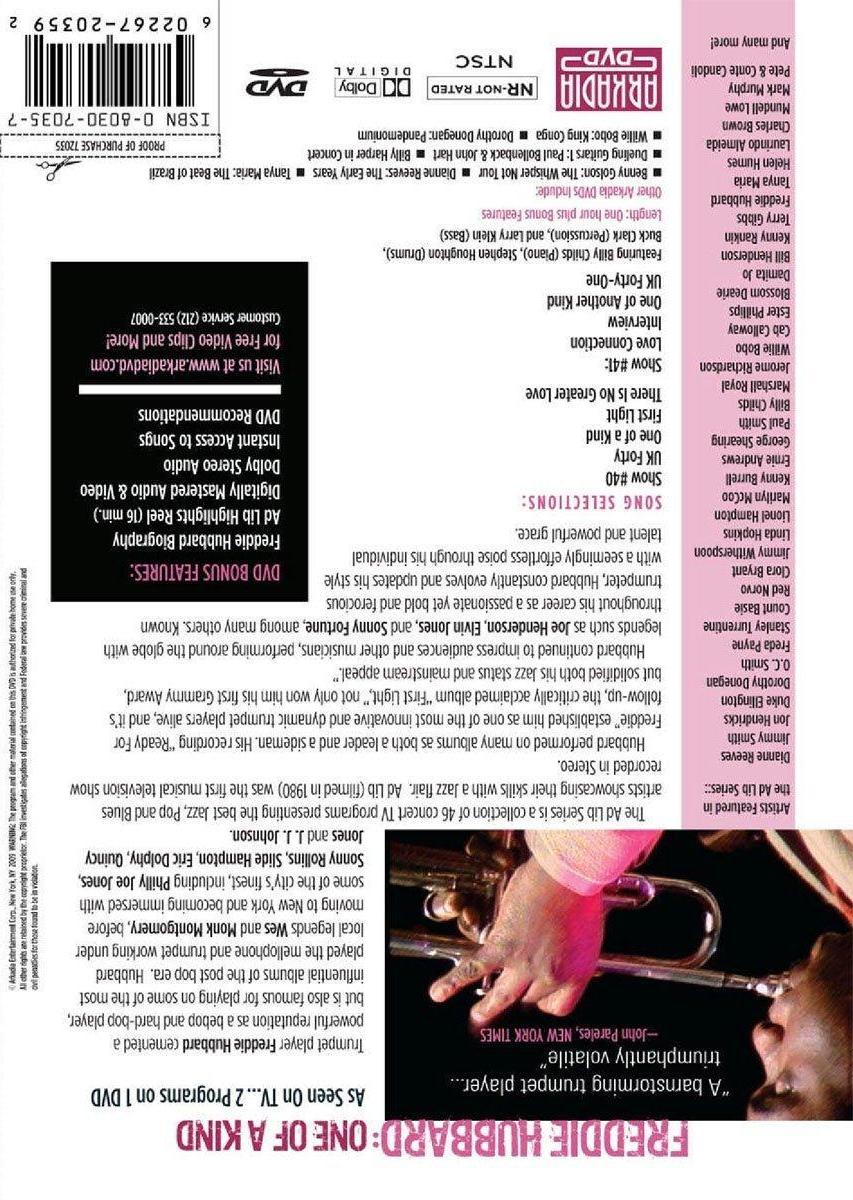 FREDDIE HUBBARD: ONE OF A KIND
As Seen On TV... 2 Programs on 1 DVD
"A barnstorming trumpet player...
triumphantly volatile"
—John Pareles, NEW YORK TIMES
Trumpet player Freddie Hubbard cemented a
powerful reputation as a bebop and hard-bop player,
but is also famous for playing on some of the most
influential albums of the post bop era. Hubbard
played the mellophone and trumpet working under
local legends Wes and Monk Montgomery, before
moving to New York and becoming immersed with
some of the city's finest, including Philly Joe Jones,
Sonny Rollins, Slide Hampton, Eric Dolphy, Quincy
Jones and J. J. Johnson.
The Ad Lib Series is a collection of 46 concert TV programs presenting the best Jazz, Pop and Blues
artists showcasing their skills with a Jazz flair. Ad Lib (filmed in 1980) was the first musical television show
recorded in Stereo.
Hubbard performed on many albums as both a leader and a sideman. His recording "Ready For
Freddie" established him as one of the most innovative and dynamic trumpet players alive, and it's
follow-up, the critically acclaimed album "First Light," not only won him his first Grammy Award,
but solidified both his Jazz status and mainstream appeal."
Hubbard continued to impress audiences and other musicians, performing around the globe with
legends such as Joe Henderson, Elvin Jones, and Sonny Fortune, among many others. Known
throughout his career as a passionate yet bold and ferocious
trumpeter, Hubbard constantly evolves and updates his style
with a seemingly effortless poise through his individual
talent and powerful grace.
SONG SELECTIONS:
Show #40
UK Forty
One of a Kind
First Light
There Is No Greater Love
Show #41:
Love Connection
Interview
One of Another Kind
UK Forty-One
Featuring Billy Childs (Piano), Stephen Houghton (Drums),
Buck Clark (Percussion), and Larry Klein (Bass)
Length: One hour plus Bonus Features
Other Arkadia DVDs Include:
■ Benny Golson: The Whisper Not Tour ■ Dianne Reeves: The Early Years ■ Tanya Maria: The Beat of Brazil
■ Dueling Guitars I: Paul Bollenback & John Hart ■ Billy Harper in Concert
■ Willie Bobo: King Conga ■ Dorothy Donegan: Pandemonium
DVD BONUS FEATURES:
Freddie Hubbard Biography
Ad Lib Highlights Reel (16 min.)
Digitally Mastered Audio & Video
Dolby Stereo Audio
Instant Access to Songs
DVD Recommendations
Visit us at www.arkadiadvd.com
for Free Video Clips and More!
Customer Service (212) 533-0007
Artists Featured in
the Ad Lib Series::
Dianne Reeves
Jimmy Smith
Jon Hendricks
Duke Ellington
Dorothy Donegan
O.C. Smith
Freda Payne
Stanley Turrentine
Count Basie
Red Norvo
Clora Bryant
Jimmy Witherspoon
Linda Hopkins
Lionel Hampton
Marilyn McCoo
Kenny Burrell
Ernie Andrews
George Shearing
Paul Smith
Billy Childs
Marshall Royal
Jerome Richardson
Willie Bobo
Cab Calloway
Ester Phillips
Blossom Dearie
Damita Jo
Bill Henderson
Kenny Rankin
Terry Gibbs
Freddie Hubbard
Tanya Maria
Helen Humes
Laurindo Almeida
Charles Brown
Mundell Lowe
Mark Murphy
Pete & Conte Candoli
And many more!
ARKADIA
DVD
NR-NOT RATED
NTSC
Dolby
DIGITAL
DVD
PROOF OF PURCHASE 72035
ISBN 0-8030-7035-7
6 02267-20359 2
© Arkadia Entertainment Corp., New York, NY 2005 WARNING: The program and other material contained on this DVD is authorized for private home use only.
All other rights are retained by the copyright proprietor. The FBI investigates allegations of copyright infringement and Federal law provides severe criminal and
civil penalties for those found to be in violation.